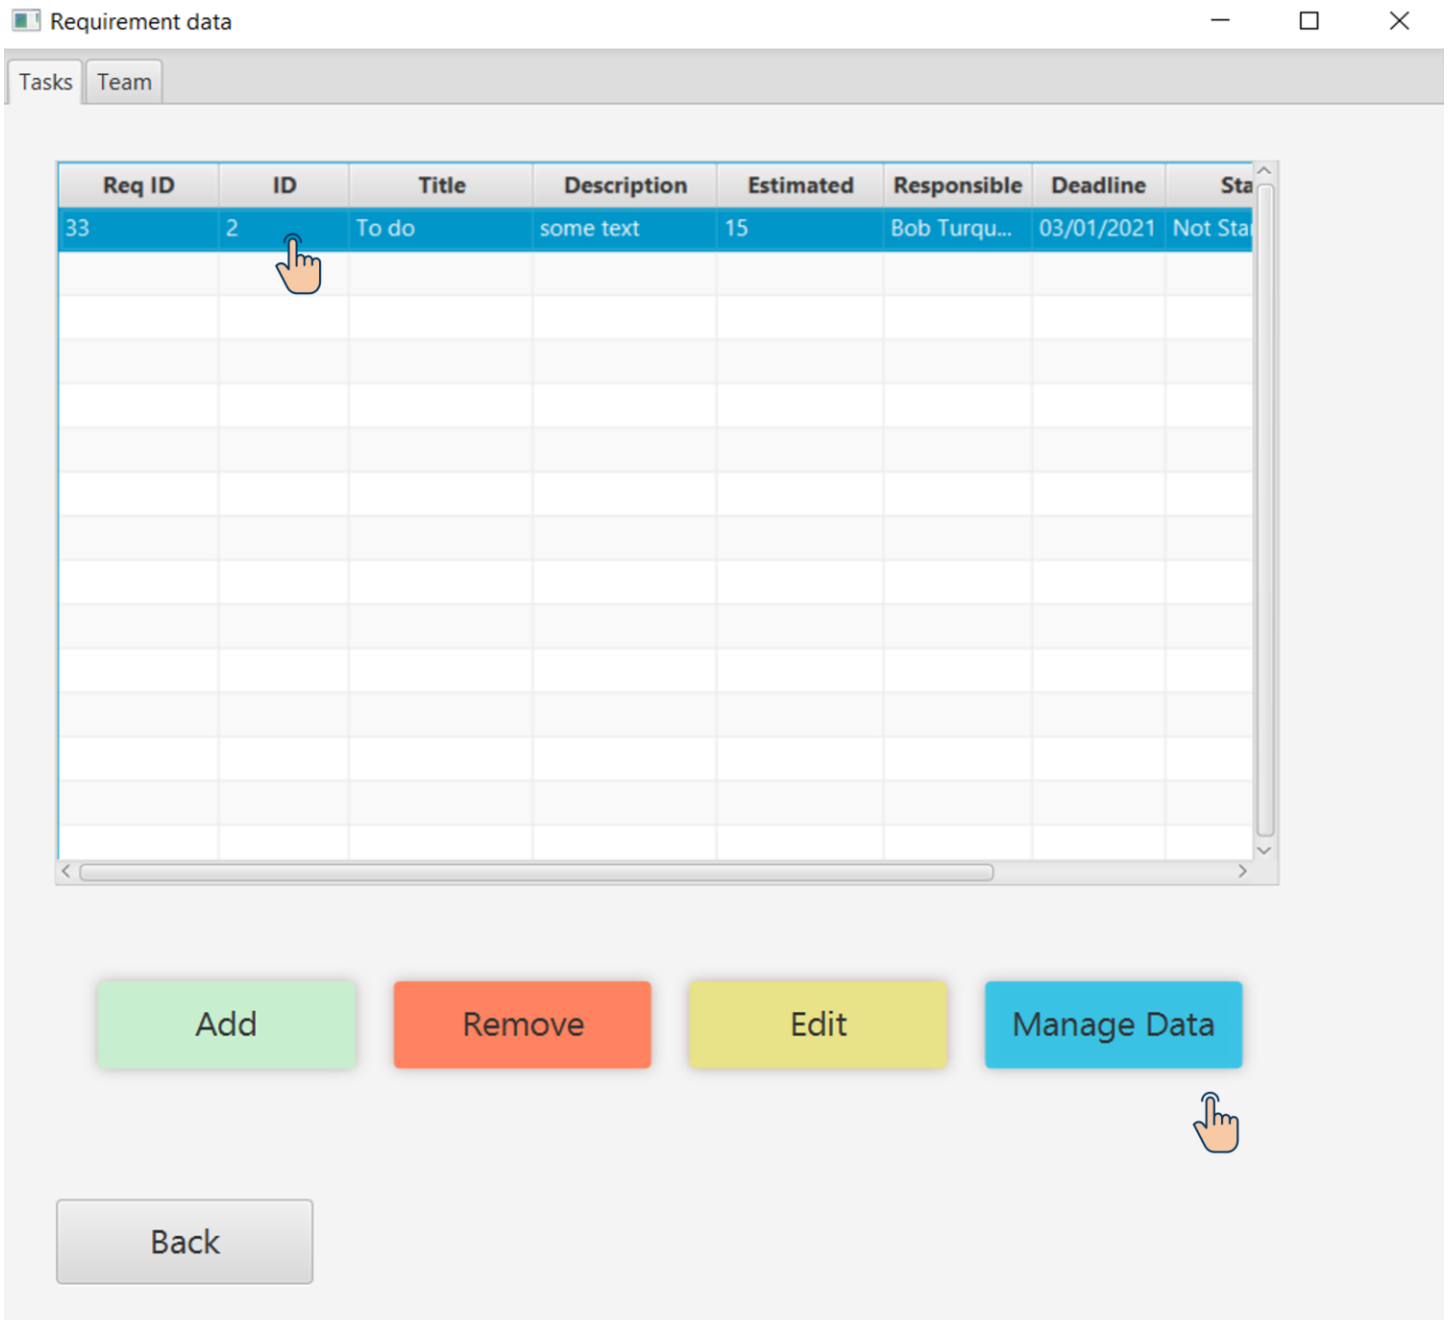 Requirement data
Tasks Team
Req ID ID Title Description Estimated Responsible Deadline Sta
33 2 To do some text 15 Bob Turqu... 03/01/2021 Not Sta
Add Remove Edit Manage Data
Back